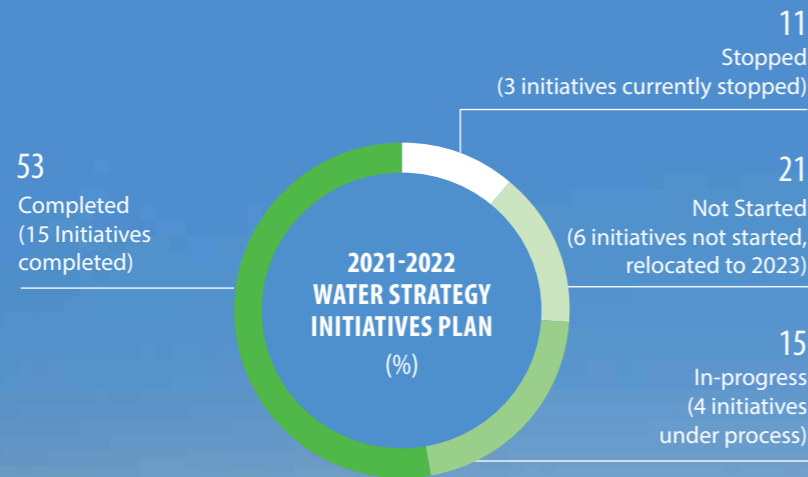 11
Stopped
(3 initiatives currently stopped)
53
Completed
(15 Initiatives
completed)
21
Not Started
(6 initiatives not started,
relocated to 2023)
2021-2022
WATER STRATEGY
INITIATIVES PLAN
(%)
15
In-progress
(4 initiatives
under process)